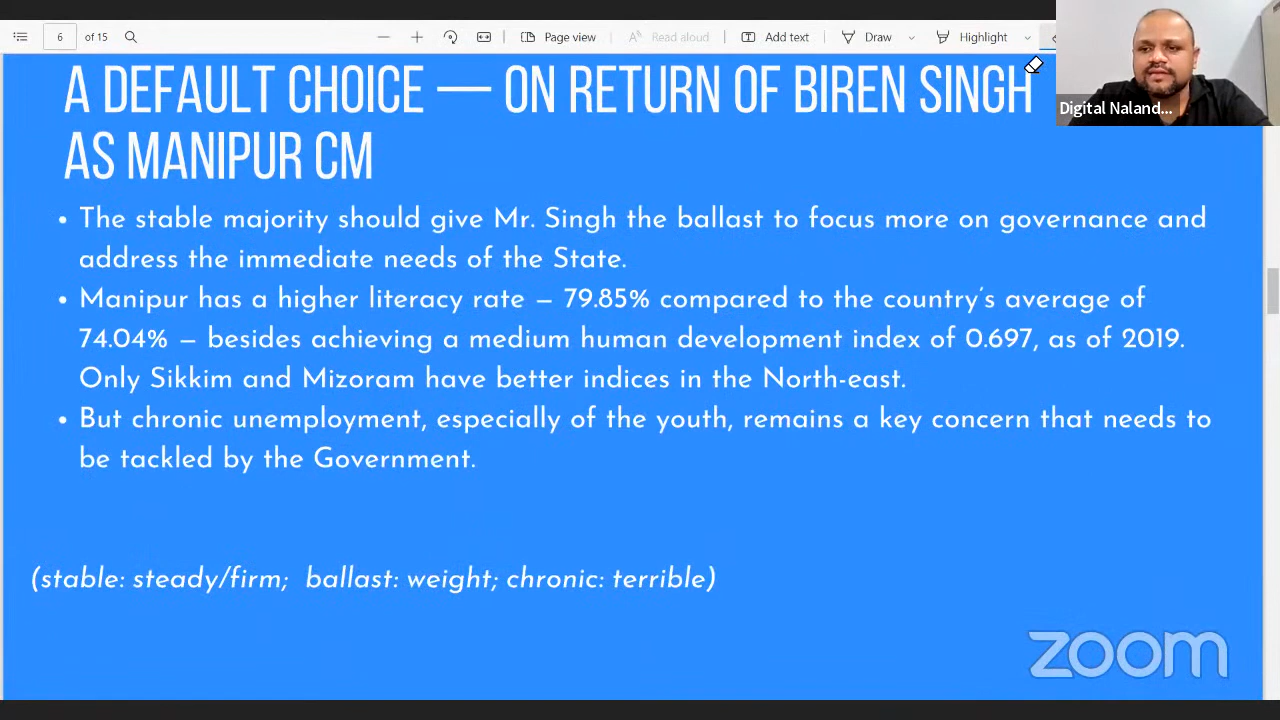 6 of 15 Page view Read aloud Add text Draw Highlight
A DEFAULT CHOICE — ON RETURN OF BIREN SINGH
AS MANIPUR CM
Digital Naland...
• The stable majority should give Mr. Singh the ballast to focus more on governance and
address the immediate needs of the State.
• Manipur has a higher literacy rate – 79.85% compared to the country's average of
74.04% – besides achieving a medium human development index of 0.697, as of 2019.
Only Sikkim and Mizoram have better indices in the North-east.
• But chronic unemployment, especially of the youth, remains a key concern that needs to
be tackled by the Government.
(stable: steady/firm; ballast: weight; chronic: terrible)
zoom